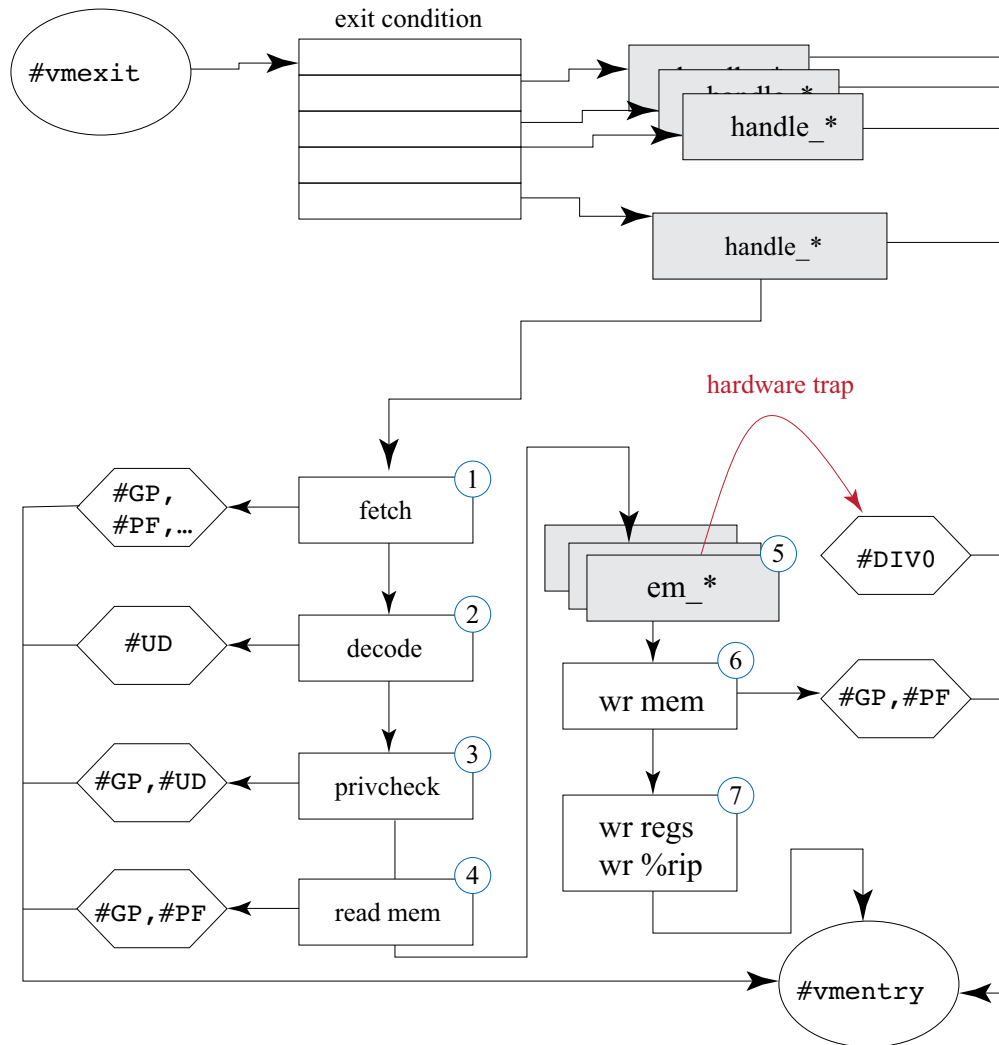 exit condition
#vmexit
handle_*
handle_*
handle_*
hardware trap
1
#GP,
#PF,…
fetch
5
#DIV0
em_*
2
#UD
decode
6
wr mem
#GP,#PF
3
#GP,#UD
privcheck
7
wr regs
wr %rip
4
#GP,#PF
read mem
#vmentry